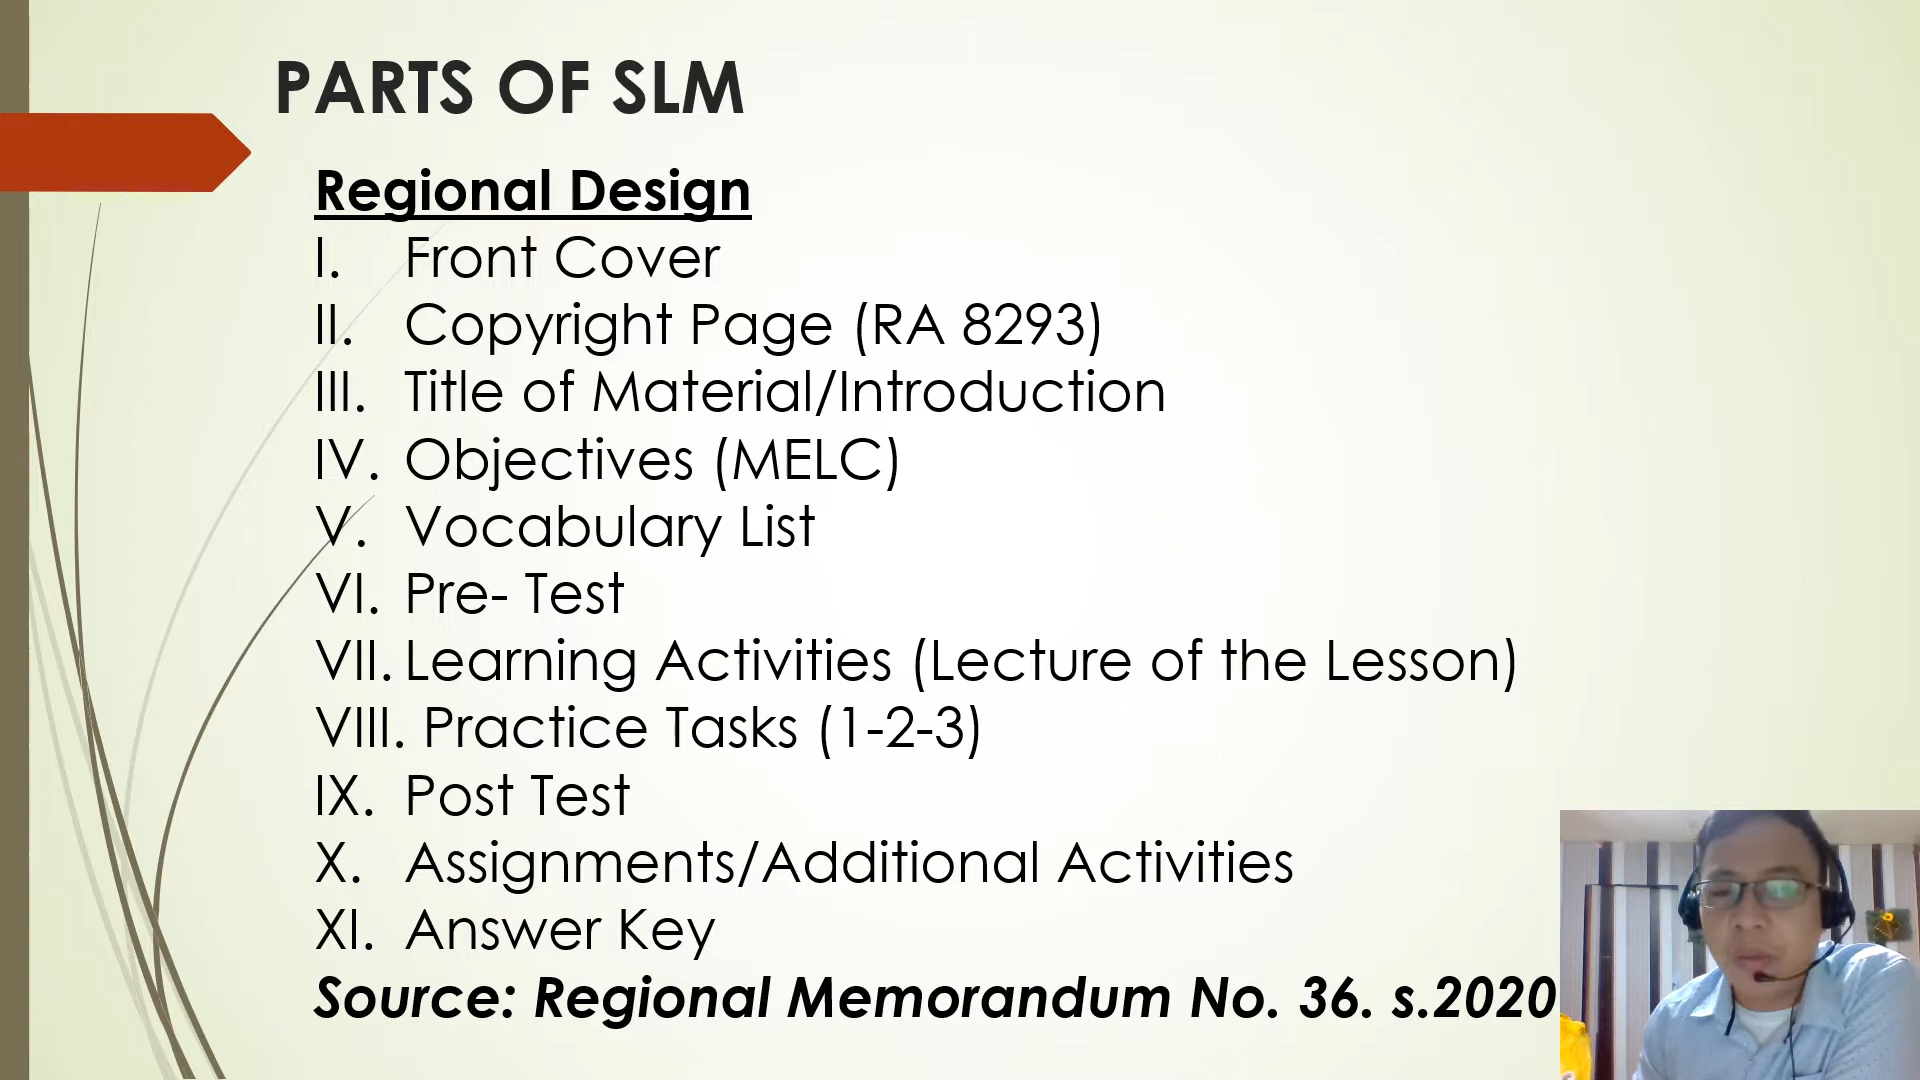 PARTS OF SLM
Regional Design
I. Front Cover
II. Copyright Page (RA 8293)
III. Title of Material/Introduction
IV. Objectives (MELC)
V. Vocabulary List
VI. Pre- Test
VII. Learning Activities (Lecture of the Lesson)
VIII. Practice Tasks (1-2-3)
IX. Post Test
X. Assignments/Additional Activities
XI. Answer Key
Source: Regional Memorandum No. 36. s.2020